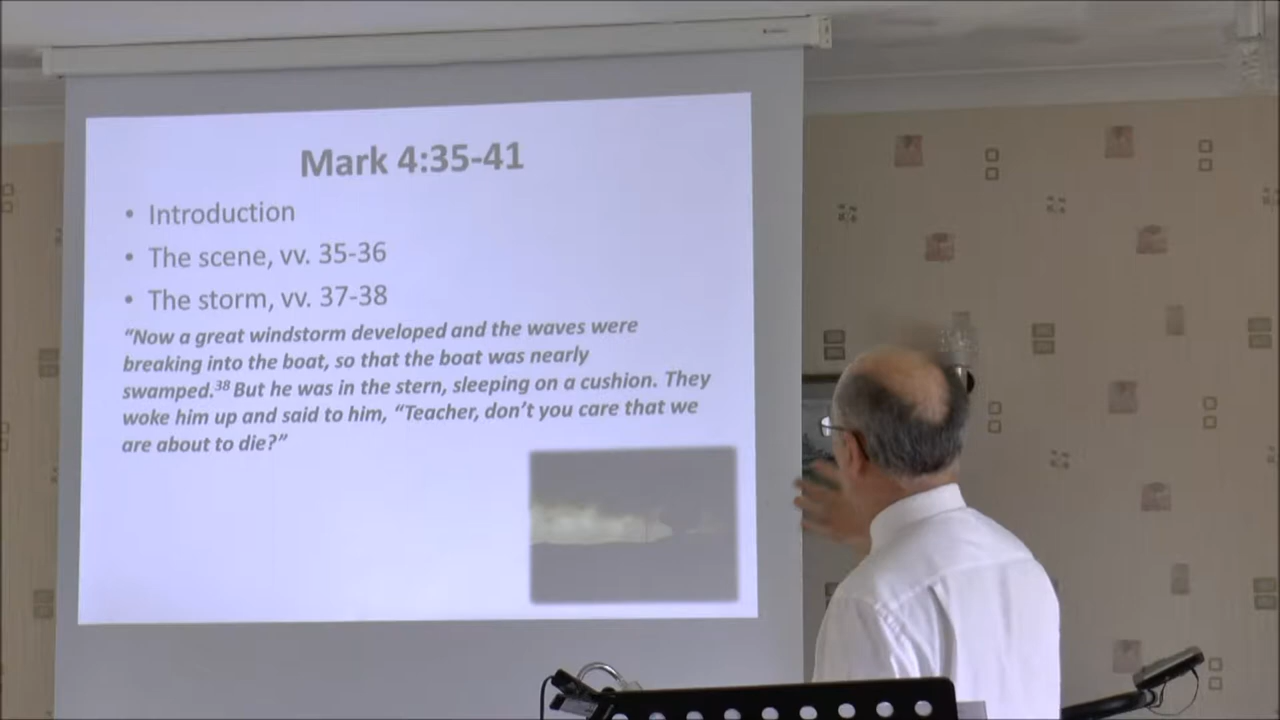 Mark 4:35-41
• Introduction
• The scene, vv. 35-36
• The storm, vv. 37-38
“Now a great windstorm developed and the waves were
breaking into the boat, so that the boat was nearly
swamped.³⁸ But he was in the stern, sleeping on a cushion. They
woke him up and said to him, “Teacher, don’t you care that we
are about to die?”